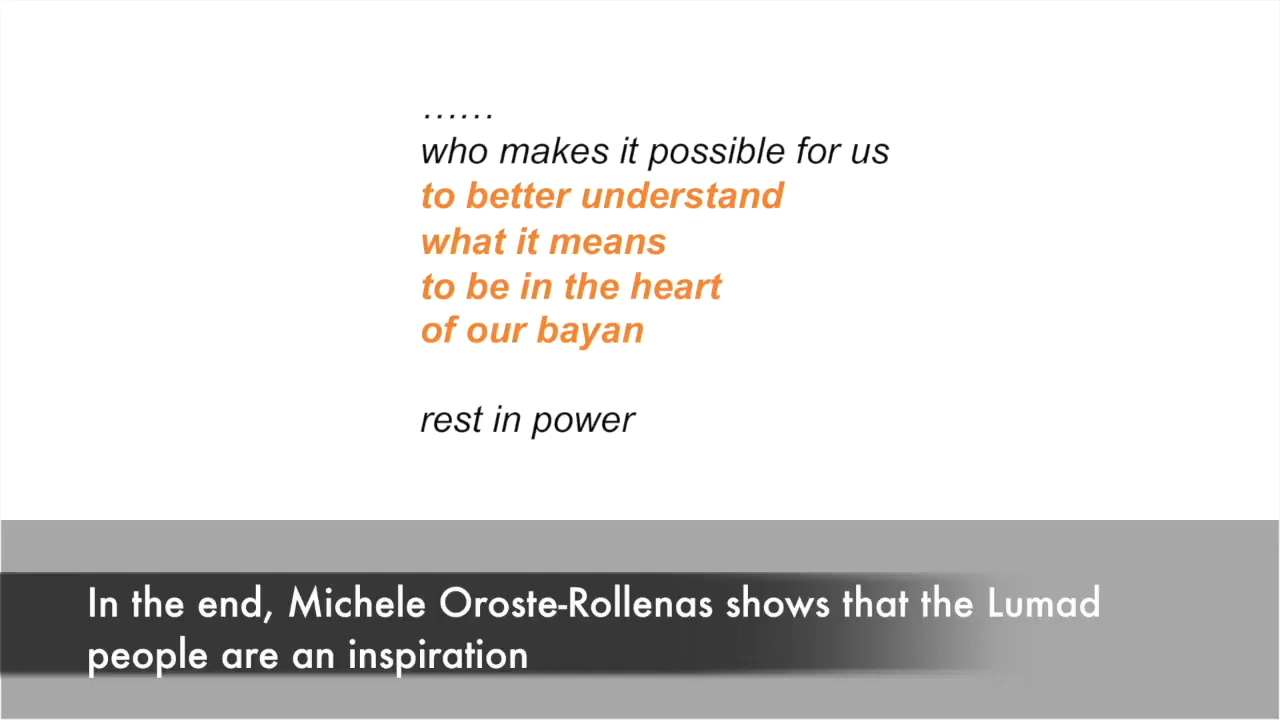 ……
who makes it possible for us
to better understand
what it means
to be in the heart
of our bayan
rest in power
In the end, Michele Oroste-Rollenas shows that the Lumad
people are an inspiration